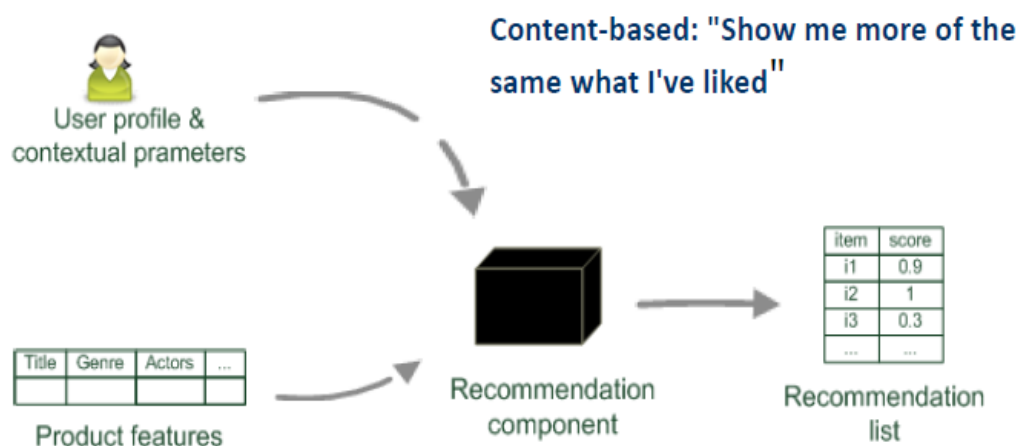 Content-based: "Show me more of the
same what I've liked"
User profile &
contextual prameters
Title Genre Actors ...
Product features
Recommendation
component
item score
i1 0.9
i2 1
i3 0.3
... ...
Recommendation
list